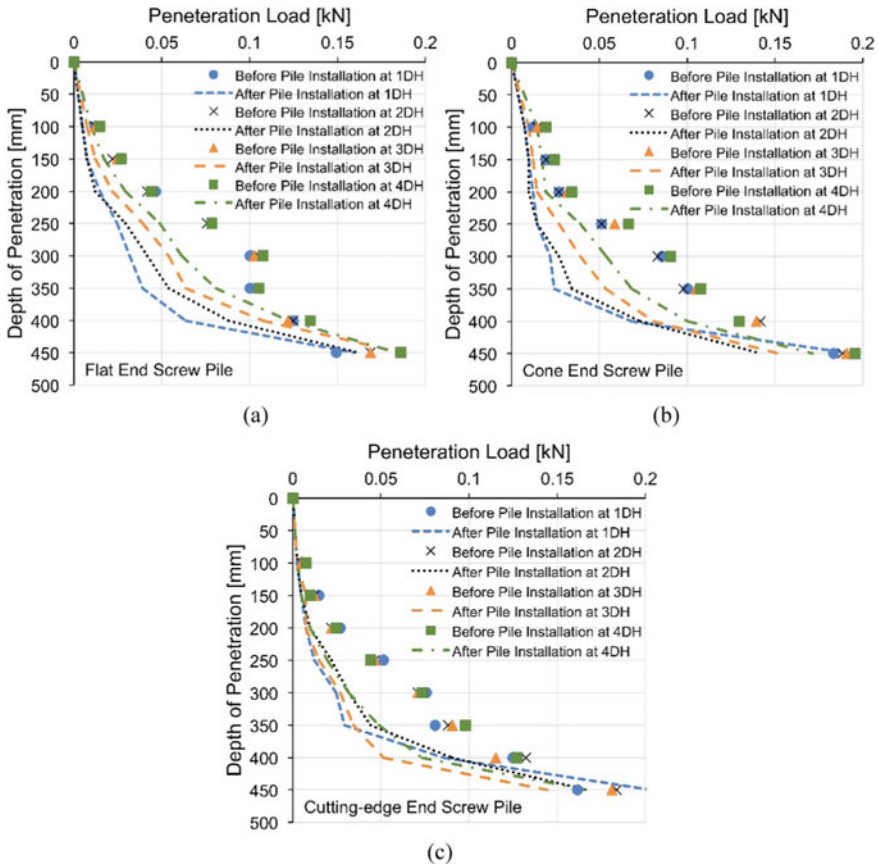 Peneteration Load [kN]
0 0.05 0.1 0.15 0.2
Depth of Penetration [mm]
0
50
100
150
200
250
300
350
400
450
500
Before Pile Installation at 1DH
After Pile Installation at 1DH
Before Pile Installation at 2DH
After Pile Installation at 2DH
Before Pile Installation at 3DH
After Pile Installation at 3DH
Before Pile Installation at 4DH
After Pile Installation at 4DH
Flat End Screw Pile
(a)
Peneteration Load [kN]
0 0.05 0.1 0.15 0.2
Depth of Penetration [mm]
0
50
100
150
200
250
300
350
400
450
500
Before Pile Installation at 1DH
After Pile Installation at 1DH
Before Pile Installation at 2DH
After Pile Installation at 2DH
Before Pile Installation at 3DH
After Pile Installation at 3DH
Before Pile Installation at 4DH
After Pile Installation at 4DH
Cone End Screw Pile
(b)
Peneteration Load [kN]
0 0.05 0.1 0.15 0.2
Depth of Penetration [mm]
0
50
100
150
200
250
300
350
400
450
500
Before Pile Installation at 1DH
After Pile Installation at 1DH
Before Pile Installation at 2DH
After Pile Installation at 2DH
Before Pile Installation at 3DH
After Pile Installation at 3DH
Before Pile Installation at 4DH
After Pile Installation at 4DH
Cutting-edge End Screw Pile
(c)